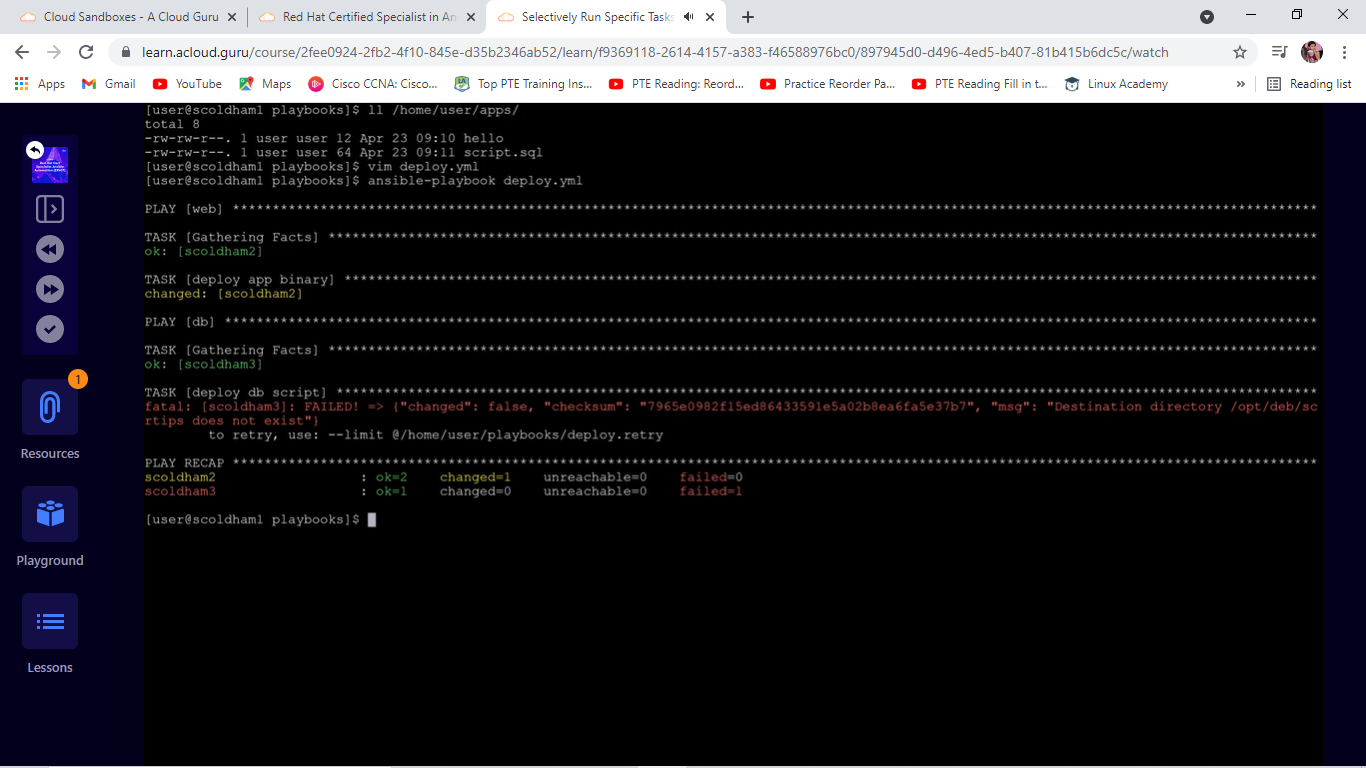 Cloud Sandboxes - A Cloud Guru
Red Hat Certified Specialist in An
Selectively Run Specific Tasks
learn.acloud.guru/course/2fee0924-2fb2-4f10-845e-d35b2346ab52/learn/f9369118-2614-4157-a383-f46588976bc0/897945d0-d496-4ed5-b407-81b415b6dc5c/watch
Apps Gmail YouTube Maps Cisco CCNA: Cisco... Top PTE Training Ins... PTE Reading: Reord... Practice Reorder Pa... PTE Reading Fill in t... Linux Academy » Reading list
[user@scoldham1 playbooks]$ ll /home/user/apps/
total 8
-rw-rw-r--. 1 user user 12 Apr 23 09:10 hello
-rw-rw-r--. 1 user user 64 Apr 23 09:11 script.sql
[user@scoldham1 playbooks]$ vim deploy.yml
[user@scoldham1 playbooks]$ ansible-playbook deploy.yml
PLAY [web] ****************************************************************************************************************************************
TASK [Gathering Facts] ****************************************************************************************************************************
ok: [scoldham2]
TASK [deploy app binary] **************************************************************************************************************************
changed: [scoldham2]
PLAY [db] *****************************************************************************************************************************************
TASK [Gathering Facts] ****************************************************************************************************************************
ok: [scoldham3]
TASK [deploy db script] ***************************************************************************************************************************
fatal: [scoldham3]: FAILED! => {"changed": false, "checksum": "7965e0982f15ed86433591e5a02b8ea6fa5e37b7", "msg": "Destination directory /opt/deb/sc
rtips does not exist"}
to retry, use: --limit @/home/user/playbooks/deploy.retry
PLAY RECAP ****************************************************************************************************************************************
scoldham2 : ok=2 changed=1 unreachable=0 failed=0
scoldham3 : ok=1 changed=0 unreachable=0 failed=1
[user@scoldham1 playbooks]$
1
Resources
Playground
Lessons